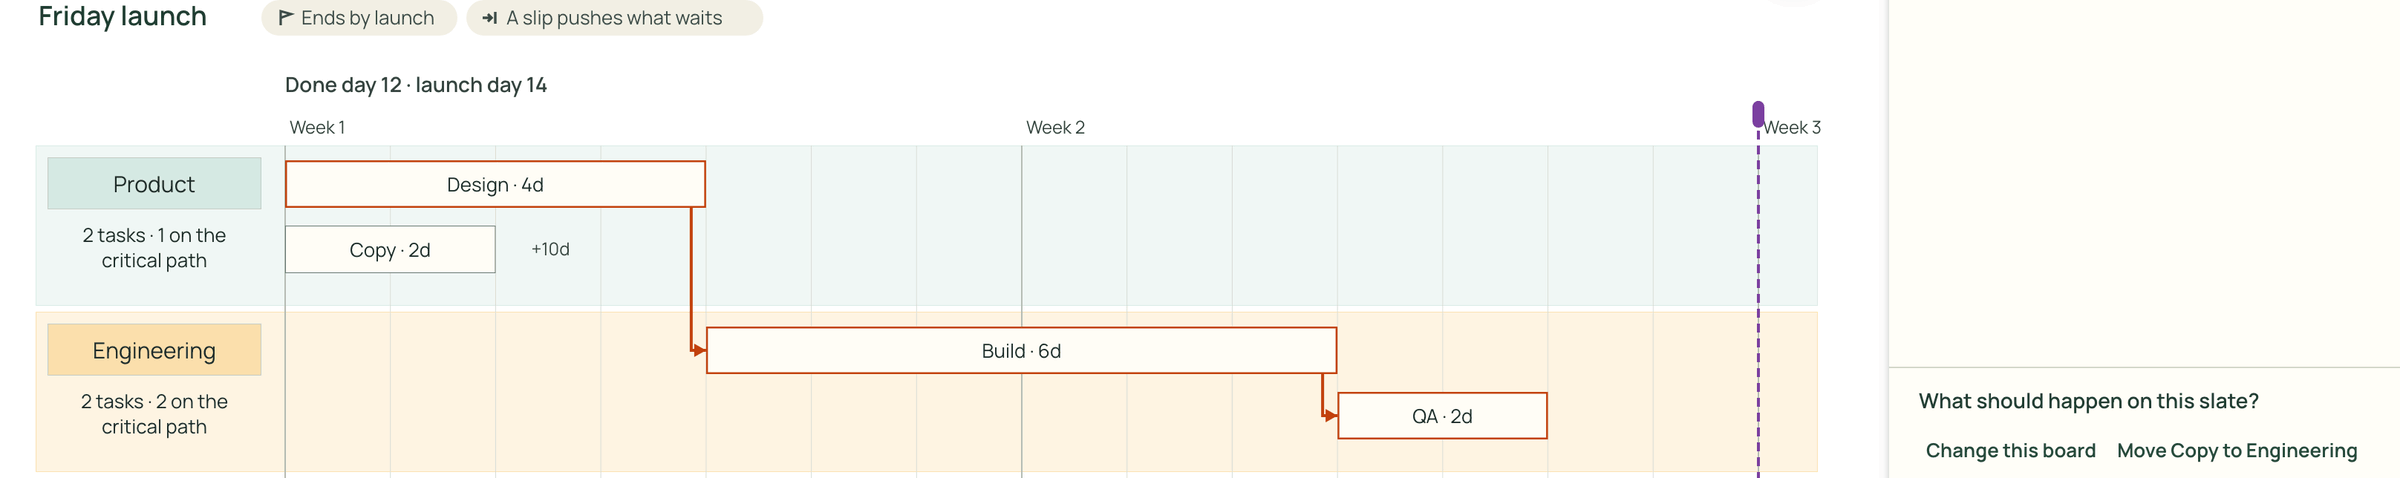 Friday launch
Ends by launch
A slip pushes what waits
Done day 12 · launch day 14
Week 1
Week 2
Week 3
Product
Design · 4d
2 tasks · 1 on the
critical path
Copy · 2d
+10d
Engineering
Build · 6d
2 tasks · 2 on the
critical path
QA · 2d
What should happen on this slate?
Change this board
Move Copy to Engineering